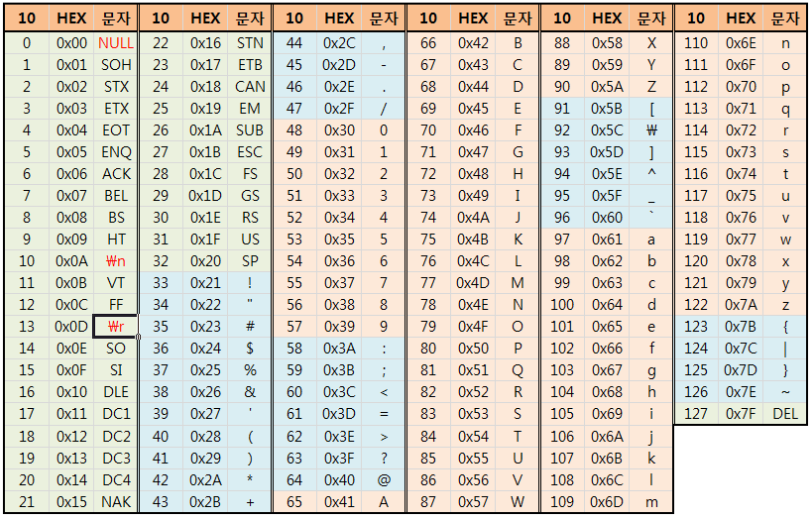 10 HEX 문자 10 HEX 문자 10 HEX 문자 10 HEX 문자 10 HEX 문자 10 HEX 문자
0 0x00 NULL 22 0x16 STN 44 0x2C , 66 0x42 B 88 0x58 X 110 0x6E n
1 0x01 SOH 23 0x17 ETB 45 0x2D - 67 0x43 C 89 0x59 Y 111 0x6F o
2 0x02 STX 24 0x18 CAN 46 0x2E . 68 0x44 D 90 0x5A Z 112 0x70 p
3 0x03 ETX 25 0x19 EM 47 0x2F / 69 0x45 E 91 0x5B [ 113 0x71 q
4 0x04 EOT 26 0x1A SUB 48 0x30 0 70 0x46 F 92 0x5C ₩ 114 0x72 r
5 0x05 ENQ 27 0x1B ESC 49 0x31 1 71 0x47 G 93 0x5D ] 115 0x73 s
6 0x06 ACK 28 0x1C FS 50 0x32 2 72 0x48 H 94 0x5E ^ 116 0x74 t
7 0x07 BEL 29 0x1D GS 51 0x33 3 73 0x49 I 95 0x5F _ 117 0x75 u
8 0x08 BS 30 0x1E RS 52 0x34 4 74 0x4A J 96 0x60 ` 118 0x76 v
9 0x09 HT 31 0x1F US 53 0x35 5 75 0x4B K 97 0x61 a 119 0x77 w
10 0x0A ₩n 32 0x20 SP 54 0x36 6 76 0x4C L 98 0x62 b 120 0x78 x
11 0x0B VT 33 0x21 ! 55 0x37 7 77 0x4D M 99 0x63 c 121 0x79 y
12 0x0C FF 34 0x22 " 56 0x38 8 78 0x4E N 100 0x64 d 122 0x7A z
13 0x0D ₩r 35 0x23 # 57 0x39 9 79 0x4F O 101 0x65 e 123 0x7B {
14 0x0E SO 36 0x24 $ 58 0x3A : 80 0x50 P 102 0x66 f 124 0x7C |
15 0x0F SI 37 0x25 % 59 0x3B ; 81 0x51 Q 103 0x67 g 125 0x7D }
16 0x10 DLE 38 0x26 & 60 0x3C < 82 0x52 R 104 0x68 h 126 0x7E ~
17 0x11 DC1 39 0x27 ' 61 0x3D = 83 0x53 S 105 0x69 i 127 0x7F DEL
18 0x12 DC2 40 0x28 ( 62 0x3E > 84 0x54 T 106 0x6A j
19 0x13 DC3 41 0x29 ) 63 0x3F ? 85 0x55 U 107 0x6B k
20 0x14 DC4 42 0x2A * 64 0x40 @ 86 0x56 V 108 0x6C l
21 0x15 NAK 43 0x2B + 65 0x41 A 87 0x57 W 109 0x6D m